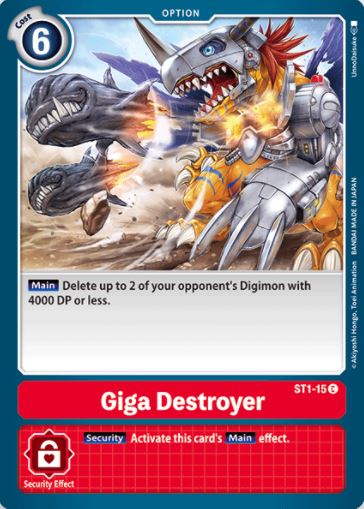 OPTION
Cost
6
UnnoDaisuke
©Akiyoshi Hongo, Toei Animation BANDAI MADE IN JAPAN
Main Delete up to 2 of your opponent's Digimon with
4000 DP or less.
ST1-15 C
Giga Destroyer
Security Activate this card's Main effect.
Security Effect